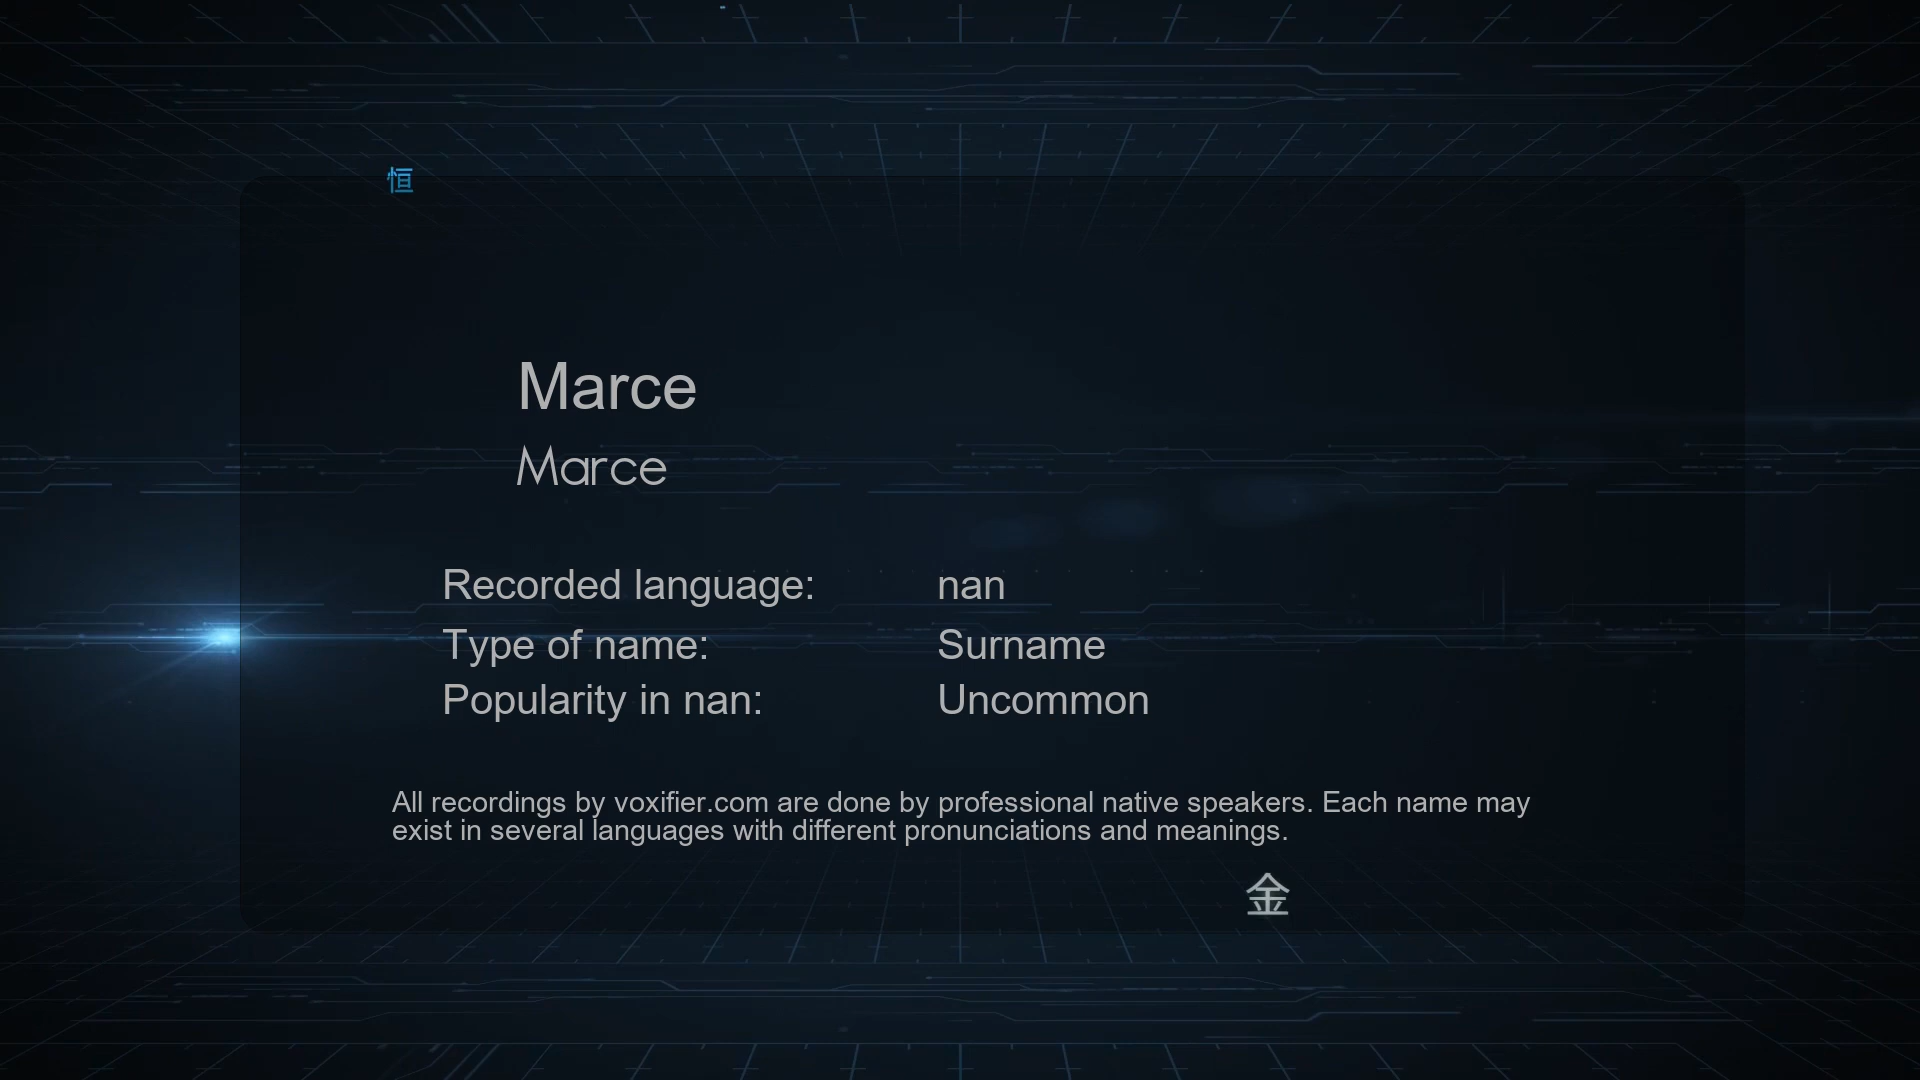 恒
Marce
Marce
Recorded language: nan
Type of name: Surname
Popularity in nan: Uncommon
All recordings by voxifier.com are done by professional native speakers. Each name may
exist in several languages with different pronunciations and meanings.
金